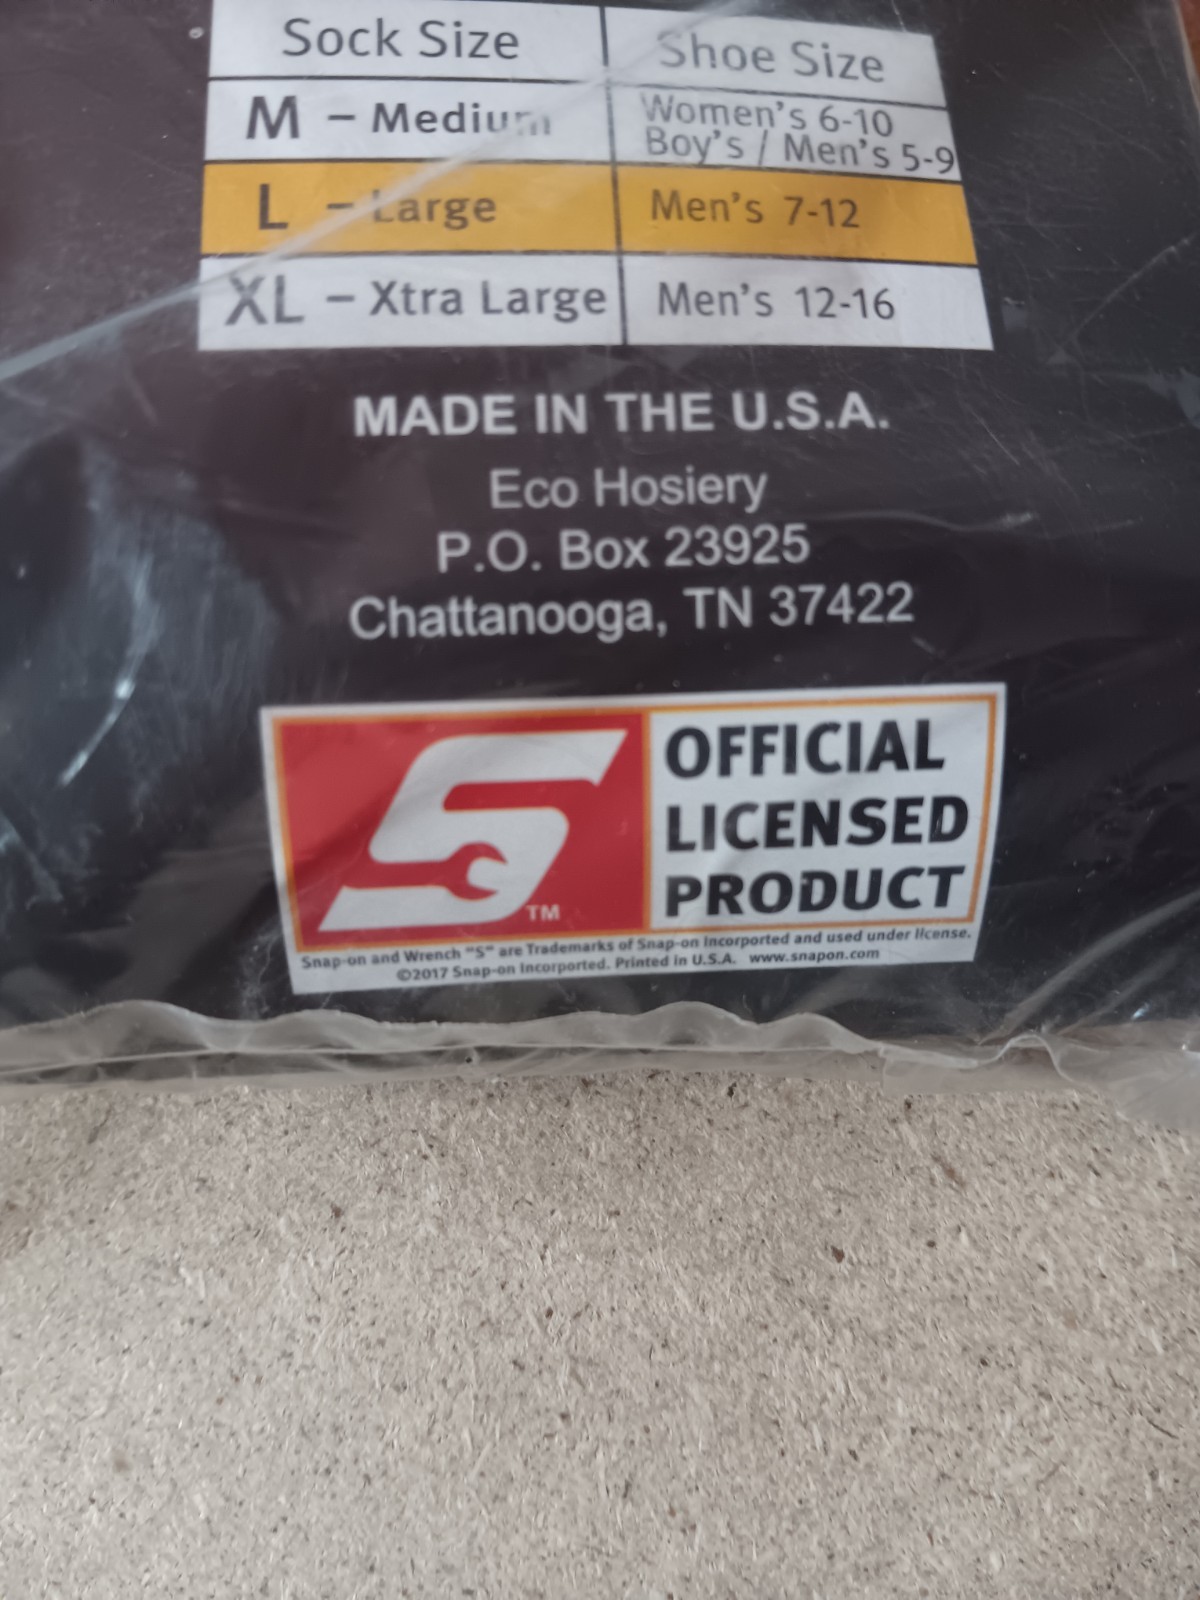 Sock Size Shoe Size
M – Medium Women's 6-10
Boy's / Men's 5-9
L – Large Men's 7-12
XL – Xtra Large Men's 12-16
MADE IN THE U.S.A.
Eco Hosiery
P.O. Box 23925
Chattanooga, TN 37422
OFFICIAL
LICENSED
PRODUCT
S TM
Snap-on and Wrench "S" are Trademarks of Snap-on Incorporated and used under license.
©2017 Snap-on Incorporated. Printed in U.S.A. www.snapon.com